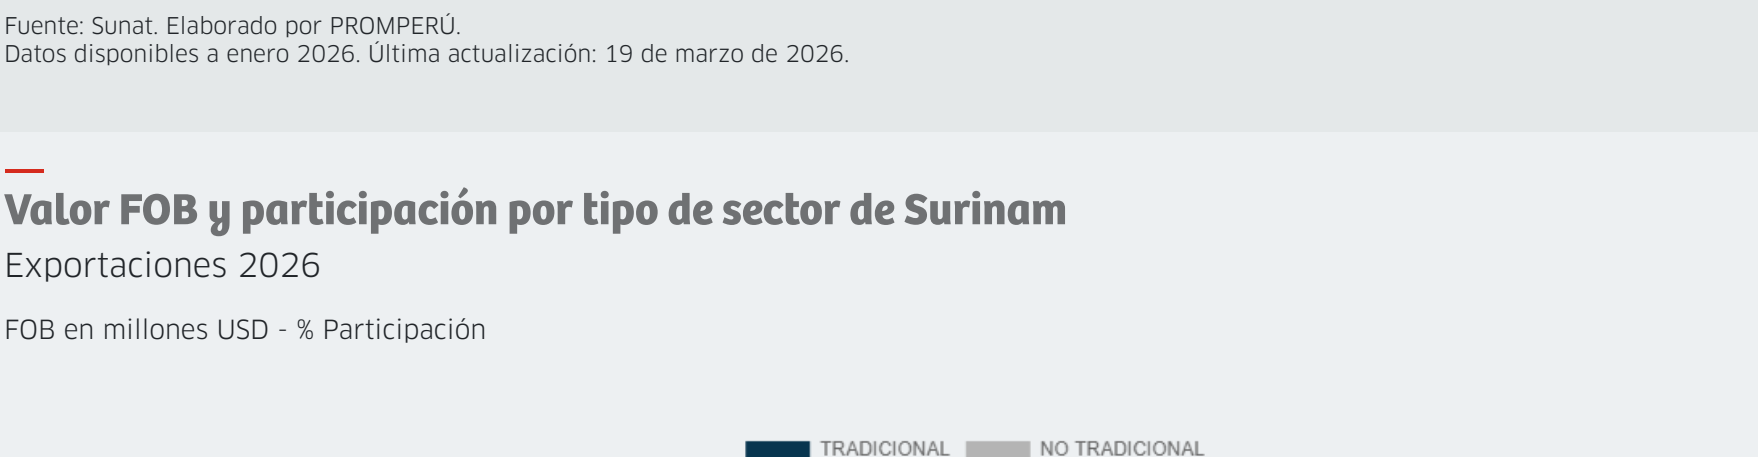 Fuente: Sunat. Elaborado por PROMPERÚ.
Datos disponibles a enero 2026. Última actualización: 19 de marzo de 2026.
Valor FOB y participación por tipo de sector de Surinam
Exportaciones 2026
FOB en millones USD - % Participación
TRADICIONAL NO TRADICIONAL